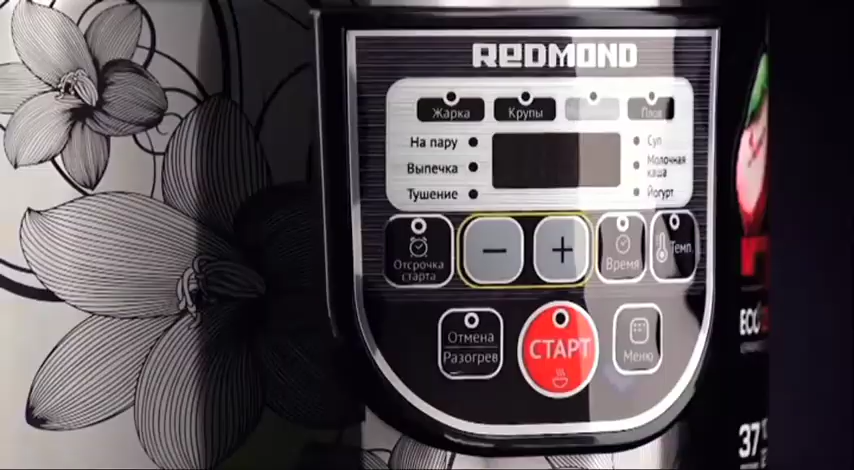 REDMOND
Жарка Крупы Плов
На пару Суп
Выпечка Молочная каша
Тушение Йогурт
Отсрочка старта - + Время Темп.
Отмена
Разогрев
СТАРТ
Меню
ECO
37